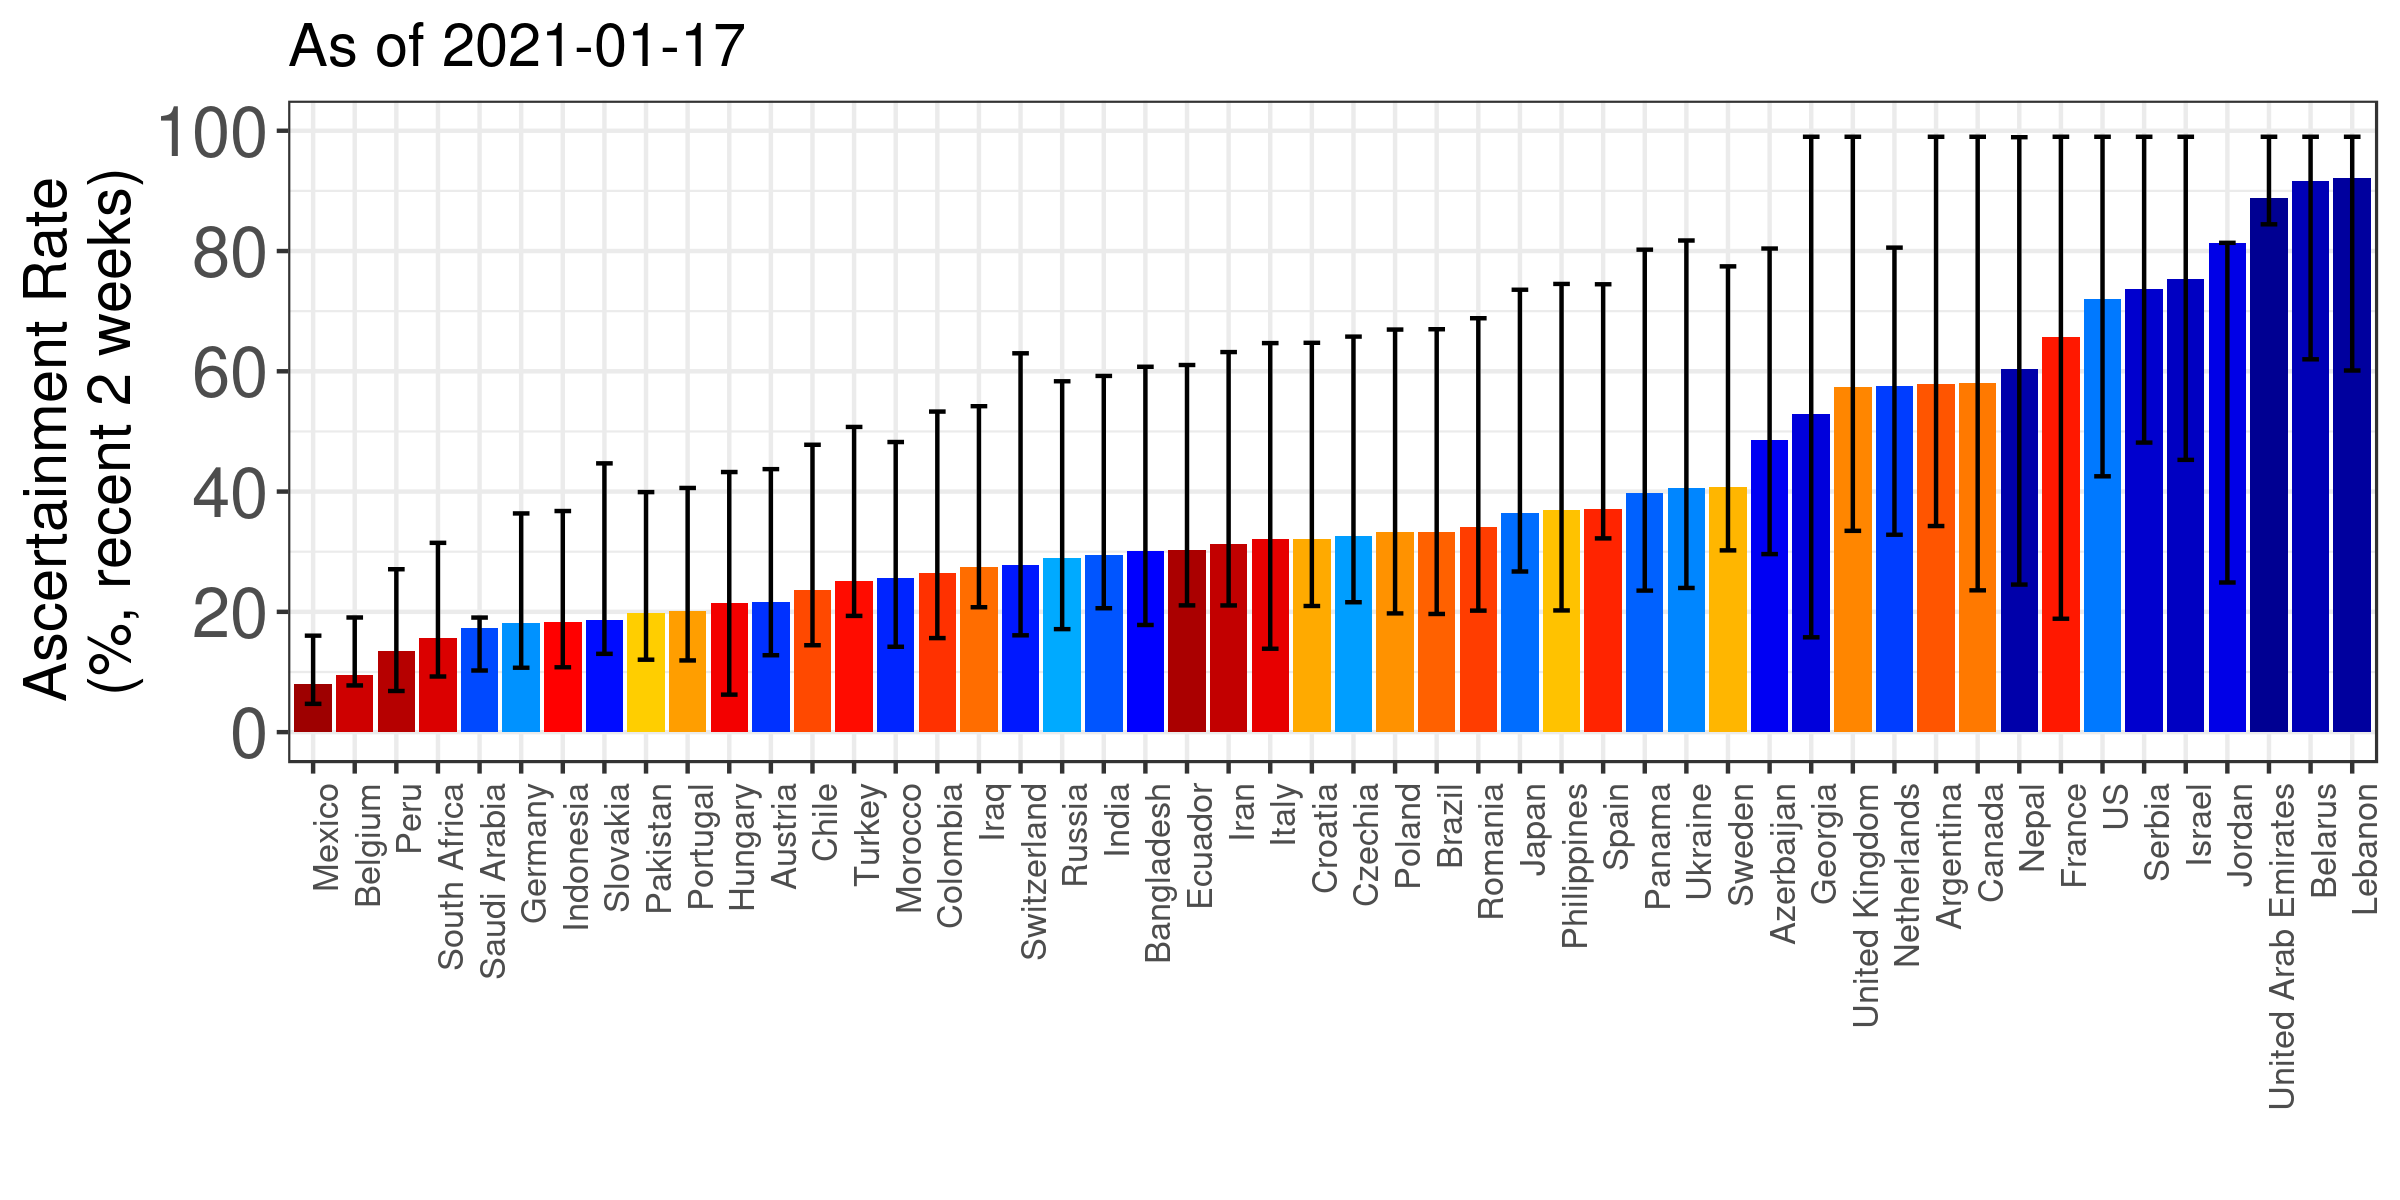 As of 2021-01-17
Ascertainment Rate
(%, recent 2 weeks)
100
80
60
40
20
0
Mexico
Belgium
Peru
South Africa
Saudi Arabia
Germany
Indonesia
Slovakia
Pakistan
Portugal
Hungary
Austria
Chile
Turkey
Morocco
Colombia
Iraq
Switzerland
Russia
India
Bangladesh
Ecuador
Iran
Italy
Croatia
Czechia
Poland
Brazil
Romania
Japan
Philippines
Spain
Panama
Ukraine
Sweden
Azerbaijan
Georgia
United Kingdom
Netherlands
Argentina
Canada
Nepal
France
US
Serbia
Israel
Jordan
United Arab Emirates
Belarus
Lebanon